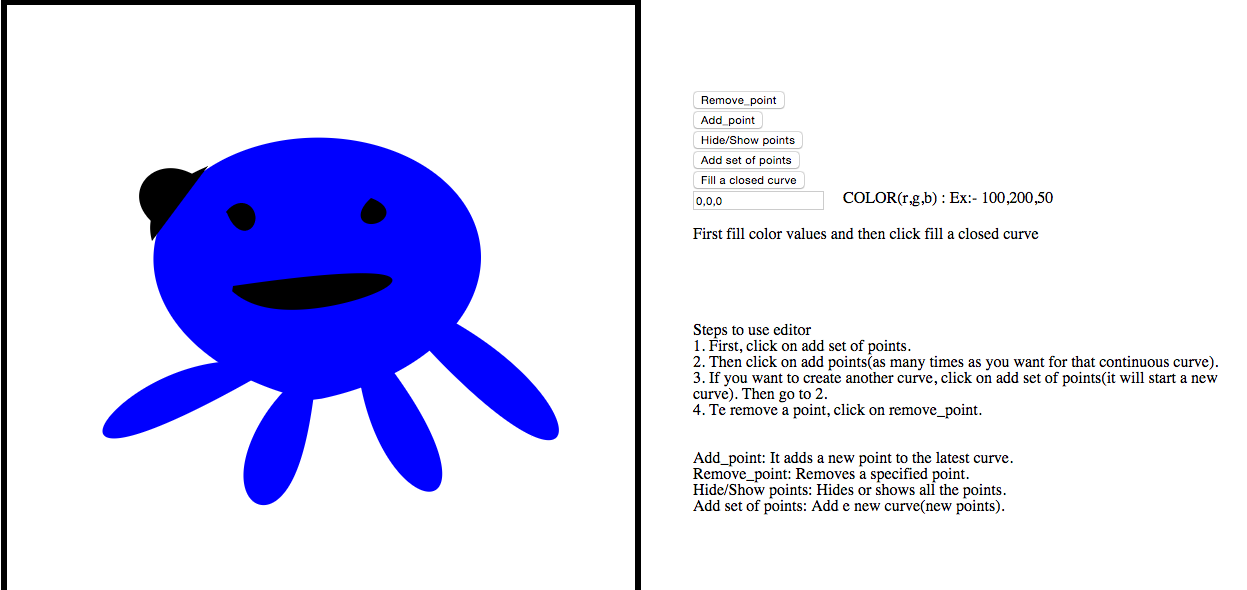 Remove_point
Add_point
Hide/Show points
Add set of points
Fill a closed curve
0,0,0
COLOR(r,g,b) : Ex:- 100,200,50
First fill color values and then click fill a closed curve
Steps to use editor
1. First, click on add set of points.
2. Then click on add points(as many times as you want for that continuous curve).
3. If you want to create another curve, click on add set of points(it will start a new
curve). Then go to 2.
4. Te remove a point, click on remove_point.
Add_point: It adds a new point to the latest curve.
Remove_point: Removes a specified point.
Hide/Show points: Hides or shows all the points.
Add set of points: Add e new curve(new points).